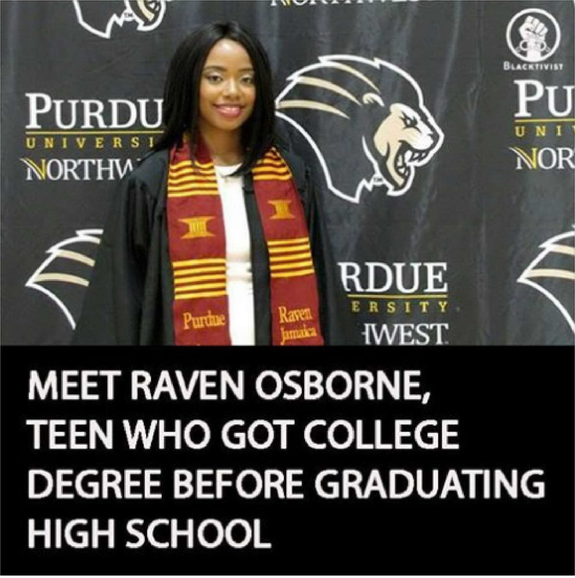 BLACKTIVIST
PURDU
UNIVERSI
NORTHW
PU
UNI
NOR
RDUE
ERSITY
Purdue
Raven
Jamaica
MEET RAVEN OSBORNE,
TEEN WHO GOT COLLEGE
DEGREE BEFORE GRADUATING
HIGH SCHOOL